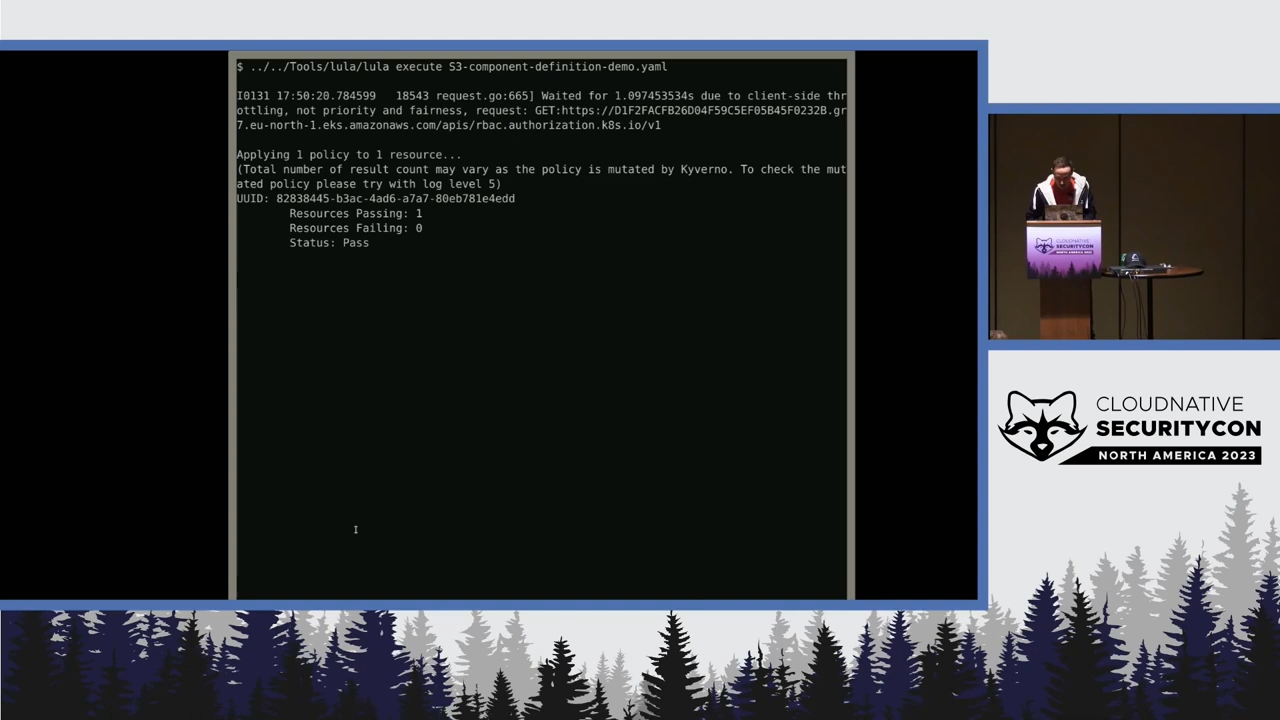 $ ../../Tools/lula/lula execute S3-component-definition-demo.yaml
I0131 17:50:20.784599   18543 request.go:665] Waited for 1.097453534s due to client-side thr
ottling, not priority and fairness, request: GET:https://D1F2FACFB26D04F59C5EF05B45F0232B.gr
7.eu-north-1.eks.amazonaws.com/apis/rbac.authorization.k8s.io/v1
Applying 1 policy to 1 resource...
(Total number of result count may vary as the policy is mutated by Kyverno. To check the mut
ated policy please try with log level 5)
UUID: 82838445-b3ac-4ad6-a7a7-80eb781e4edd
Resources Passing: 1
Resources Failing: 0
Status: Pass
CLOUDNATIVE
SECURITYCON
NORTH AMERICA 2023
CLOUDNATIVE
SECURITYCON
NORTH AMERICA 2023